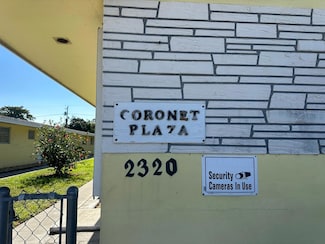 CORONET
PLAZA
2320
Security
Cameras In Use